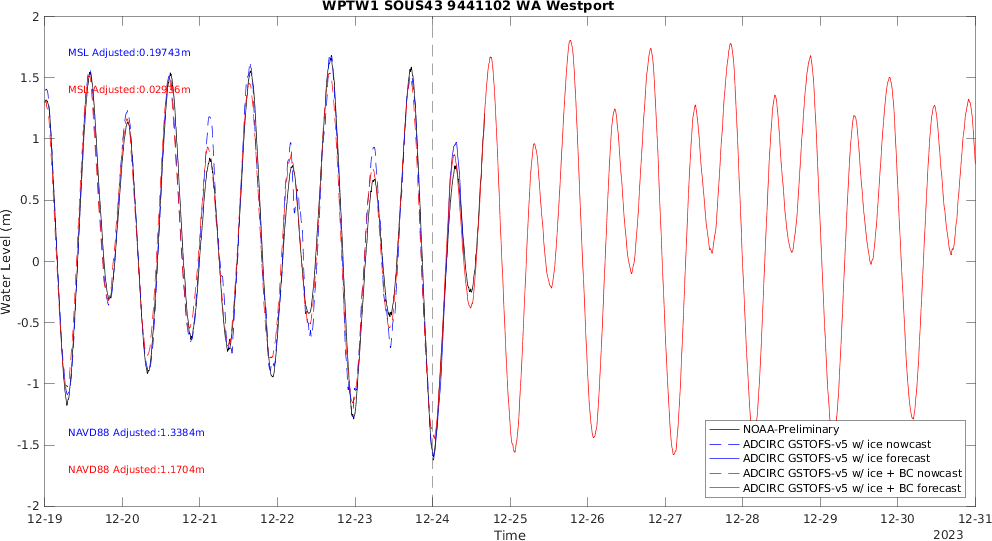 WPTW1 SOUS43 9441102 WA Westport
2
1.5
1
0.5
0
-0.5
-1
-1.5
-2
Water Level (m)
MSL Adjusted:0.19743m
MSL Adjusted:0.02936m
NAVD88 Adjusted:1.3384m
NAVD88 Adjusted:1.1704m
NOAA-Preliminary
ADCIRC GSTOFS-v5 w/ ice nowcast
ADCIRC GSTOFS-v5 w/ ice forecast
ADCIRC GSTOFS-v5 w/ ice + BC nowcast
ADCIRC GSTOFS-v5 w/ ice + BC forecast
12-19 12-20 12-21 12-22 12-23 12-24 12-25 12-26 12-27 12-28 12-29 12-30 12-31
Time
2023